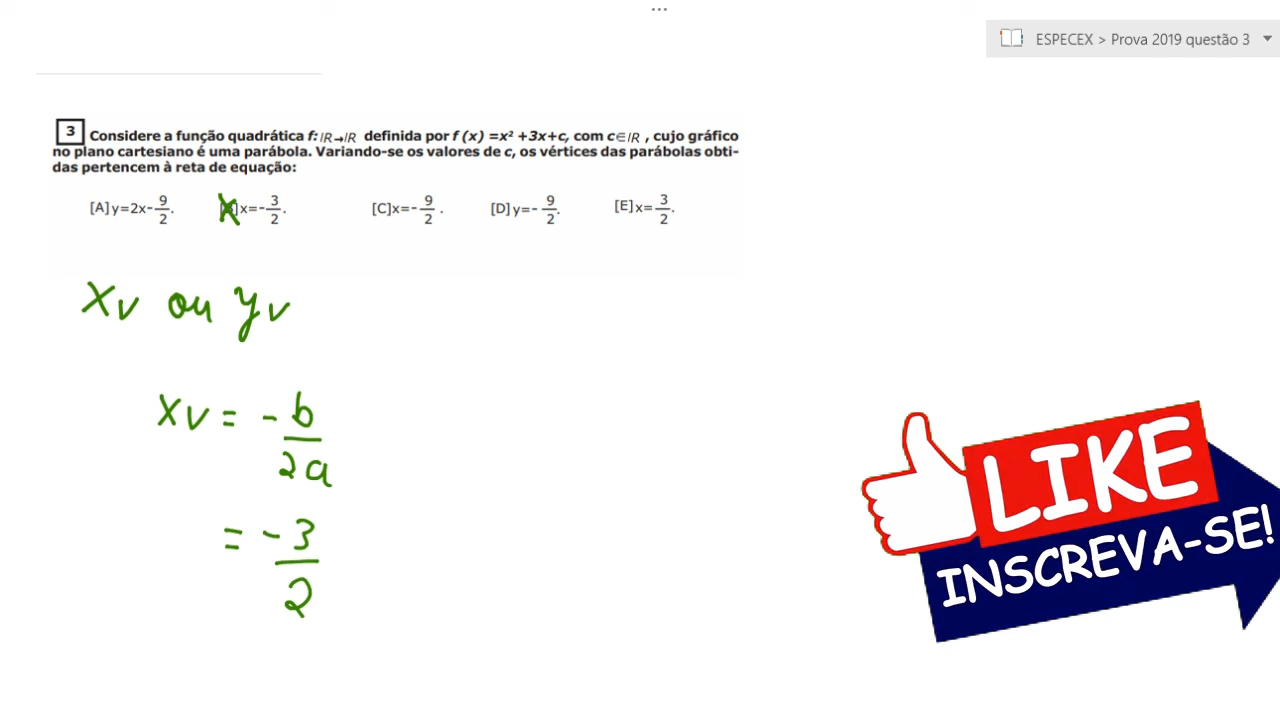 ...
ESPECEX > Prova 2019 questão 3
3 Considere a função quadrática f: IR→IR definida por f (x) =x² +3x+c, com c∈IR , cujo gráfico
no plano cartesiano é uma parábola. Variando-se os valores de c, os vértices das parábolas obti-
das pertencem à reta de equação:
[A]y=2x-9/2. [B]x=-3/2. [C]x=-9/2. [D]y=-9/2. [E]x=3/2.
Xv ou yv
Xv = -b/2a
= -3/2
LIKE
INSCREVA-SE!